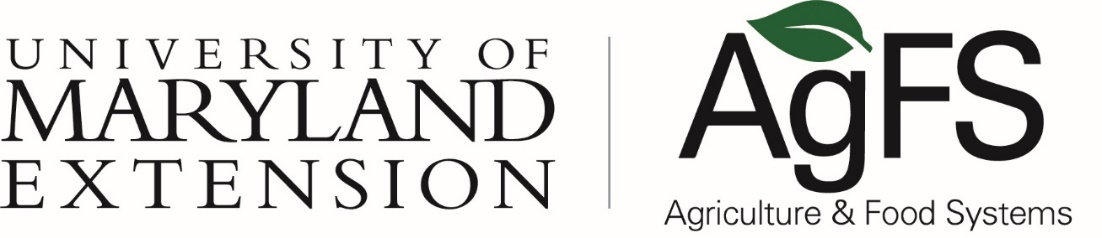 UNIVERSITY OF
MARYLAND
EXTENSION
AgFS
Agriculture & Food Systems